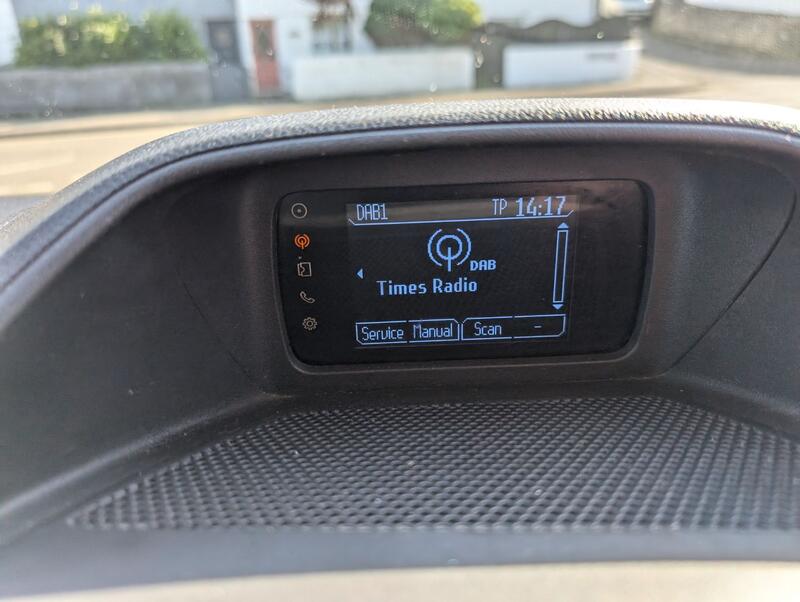 DAB1 TP 14:17
DAB
Times Radio
Service Manual Scan -